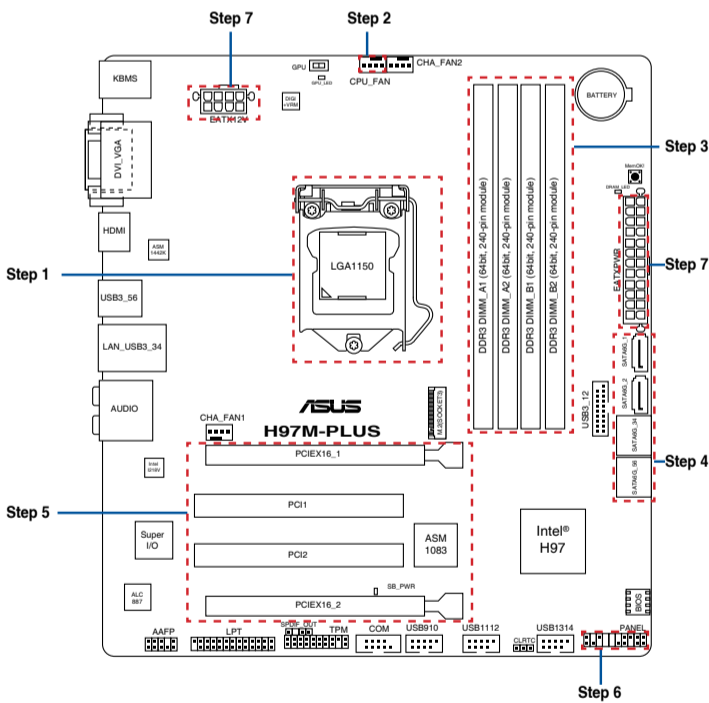 Step 7
Step 2
KBMS
GPU
GPU_LED
CPU_FAN
CHA_FAN2
DIGI
+VRM
EATX12V
BATTERY
DVI_VGA
Step 3
MemOK!
DRAM_LED
DDR3 DIMM_A1 (64bit, 240-pin module)
DDR3 DIMM_A2 (64bit, 240-pin module)
DDR3 DIMM_B1 (64bit, 240-pin module)
DDR3 DIMM_B2 (64bit, 240-pin module)
HDMI
ASM
1442K
LGA1150
Step 1
EATXPWR
Step 7
USB3_56
LAN_USB3_34
SATA6G_1
SATA6G_2
AUDIO
CHA_FAN1
ASUS
H97M-PLUS
M.2(SOCKET3)
USB3_12
SATA6G_34
SATA6G_56
Step 4
PCIEX16_1
Intel
I218V
PCI1
Step 5
Super
I/O
PCI2
ASM
1083
Intel®
H97
SB_PWR
ALC
887
PCIEX16_2
BIOS
AAFP
LPT
SPDIF_OUT
TPM
COM
USB910
USB1112
CLRTC
USB1314
PANEL
Step 6